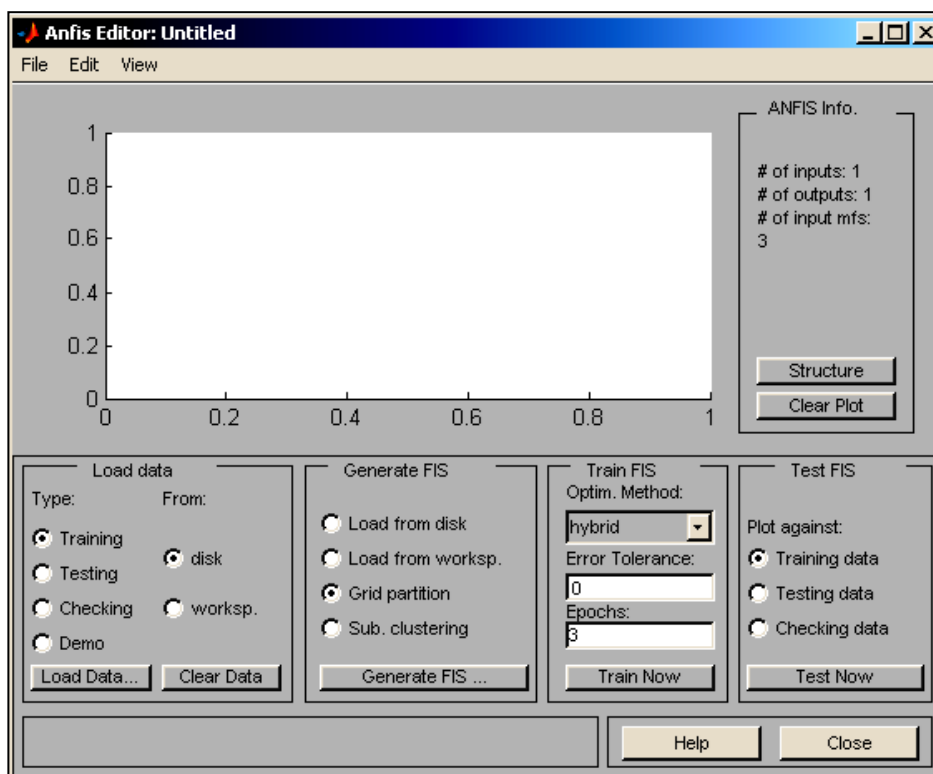 Anfis Editor: Untitled
File Edit View
1
0.8
0.6
0.4
0.2
0
0 0.2 0.4 0.6 0.8 1
ANFIS Info.
# of inputs: 1
# of outputs: 1
# of input mfs:
3
Structure
Clear Plot
Load data
Type: From:
Training
disk
Testing
Checking
worksp.
Demo
Load Data... Clear Data
Generate FIS
Load from disk
Load from worksp.
Grid partition
Sub. clustering
Generate FIS ...
Train FIS
Optim. Method:
hybrid
Error Tolerance:
0
Epochs:
3
Train Now
Test FIS
Plot against:
Training data
Testing data
Checking data
Test Now
Help Close